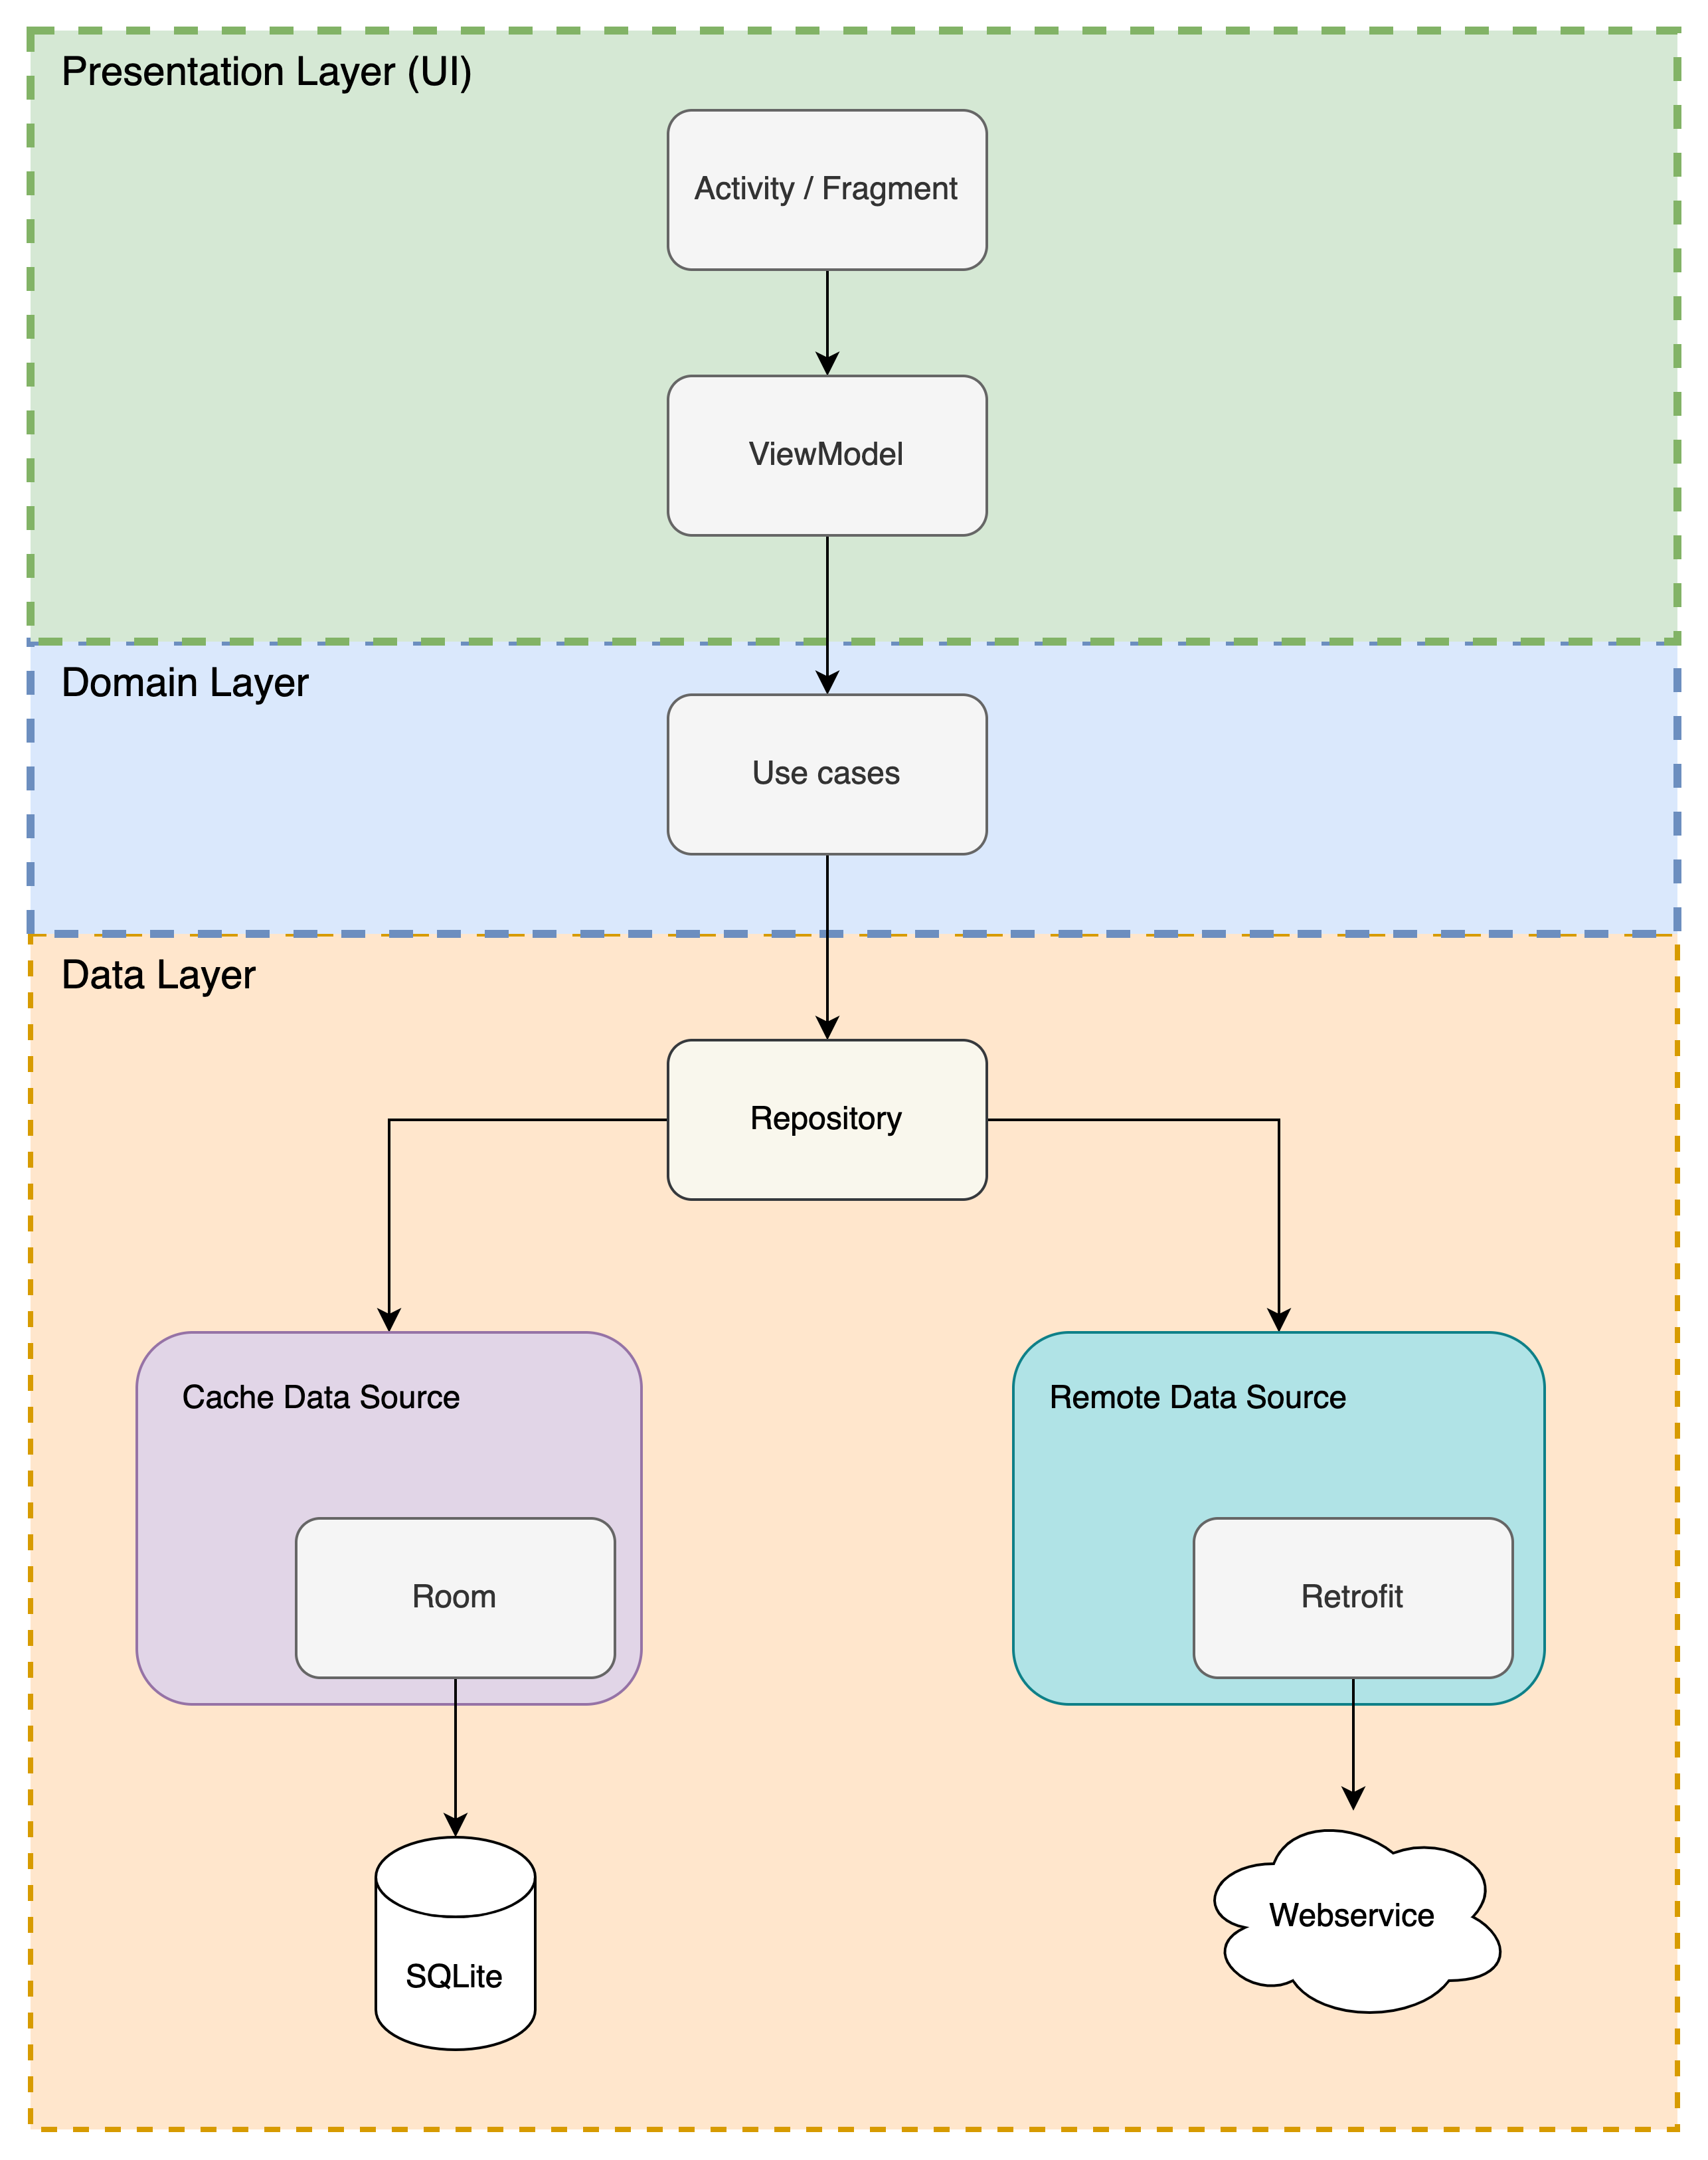 Presentation Layer (UI)
Activity / Fragment
ViewModel
Domain Layer
Use cases
Data Layer
Repository
Cache Data Source
Remote Data Source
Room
Retrofit
Webservice
SQLite